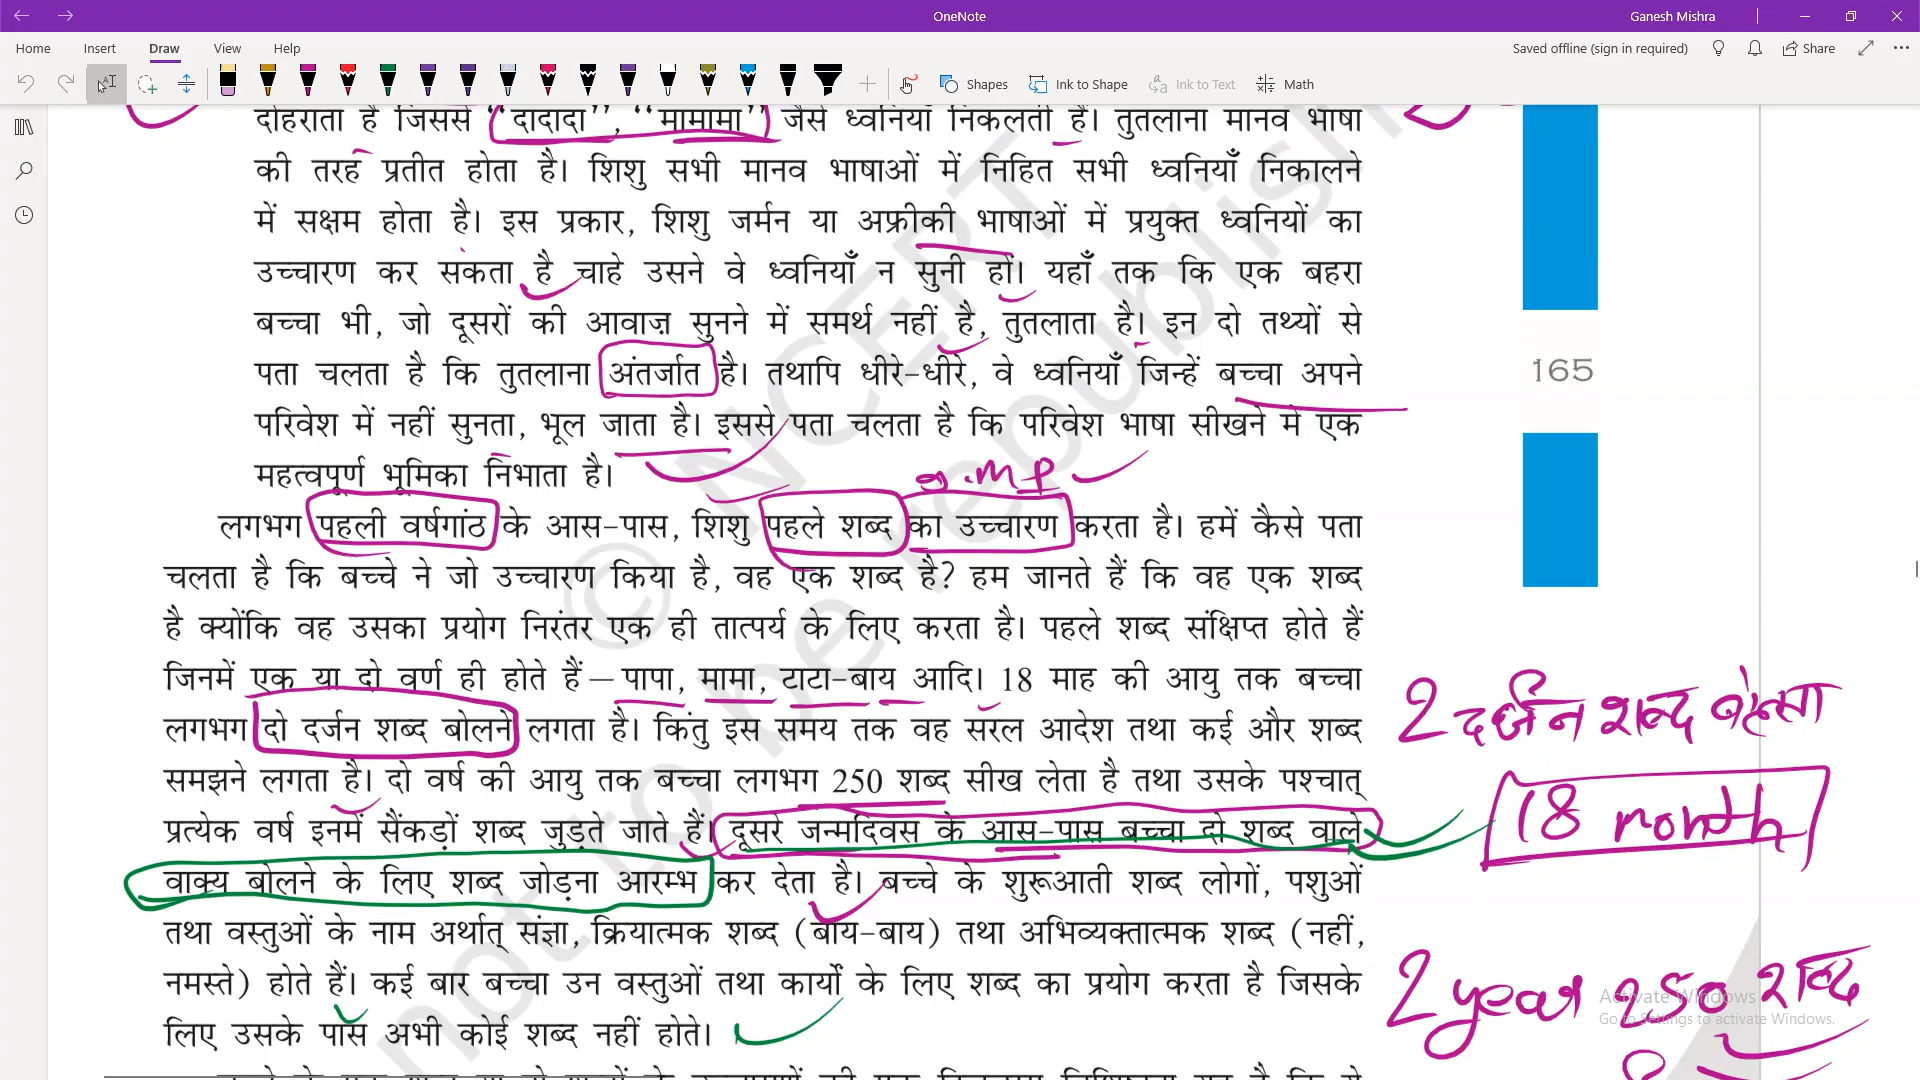 OneNote
Ganesh Mishra
Home Insert Draw View Help
Saved offline (sign in required) Share
Shapes Ink to Shape Ink to Text Math
दोहराता है जिससे “दादादा”, “मामामा” जैसे ध्वनियाँ निकलती हैं। तुतलाना मानव भाषा
की तरह प्रतीत होता है। शिशु सभी मानव भाषाओं में निहित सभी ध्वनियाँ निकालने
में सक्षम होता है। इस प्रकार, शिशु जर्मन या अफ्रीकी भाषाओं में प्रयुक्त ध्वनियों का
उच्चारण कर सकता है चाहे उसने वे ध्वनियाँ न सुनी हों। यहाँ तक कि एक बहरा
बच्चा भी, जो दूसरों की आवाज़ सुनने में समर्थ नहीं है, तुतलाता है। इन दो तथ्यों से
पता चलता है कि तुतलाना अंतर्जात है। तथापि धीरे-धीरे, वे ध्वनियाँ जिन्हें बच्चा अपने
165
परिवेश में नहीं सुनता, भूल जाता है। इससे पता चलता है कि परिवेश भाषा सीखने में एक
महत्वपूर्ण भूमिका निभाता है।
लगभग पहली वर्षगांठ के आस-पास, शिशु पहले शब्द का उच्चारण करता है। हमें कैसे पता
चलता है कि बच्चे ने जो उच्चारण किया है, वह एक शब्द है? हम जानते हैं कि वह एक शब्द
है क्योंकि वह उसका प्रयोग निरंतर एक ही तात्पर्य के लिए करता है। पहले शब्द संक्षिप्त होते हैं
जिनमें एक या दो वर्ण ही होते हैं — पापा, मामा, टाटा-बाय आदि। 18 माह की आयु तक बच्चा
लगभग दो दर्जन शब्द बोलने लगता है। किंतु इस समय तक वह सरल आदेश तथा कई और शब्द
2 दर्जन शब्द
समझने लगता है। दो वर्ष की आयु तक बच्चा लगभग 250 शब्द सीख लेता है तथा उसके पश्चात्
प्रत्येक वर्ष इनमें सैंकड़ों शब्द जुड़ते जाते हैं। दूसरे जन्मदिवस के आस-पास बच्चा दो शब्द वाले
18 month
वाक्य बोलने के लिए शब्द जोड़ना आरम्भ कर देता है। बच्चे के शुरूआती शब्द लोगों, पशुओं
तथा वस्तुओं के नाम अर्थात् संज्ञा, क्रियात्मक शब्द (बाय-बाय) तथा अभिव्यक्तात्मक शब्द (नहीं,
नमस्ते) होते हैं। कई बार बच्चा उन वस्तुओं तथा कार्यों के लिए शब्द का प्रयोग करता है जिसके
2 year 250 शब्द
लिए उसके पास अभी कोई शब्द नहीं होते।
Activate Windows
Go to Settings to activate Windows.
© NCERT
not to be republish